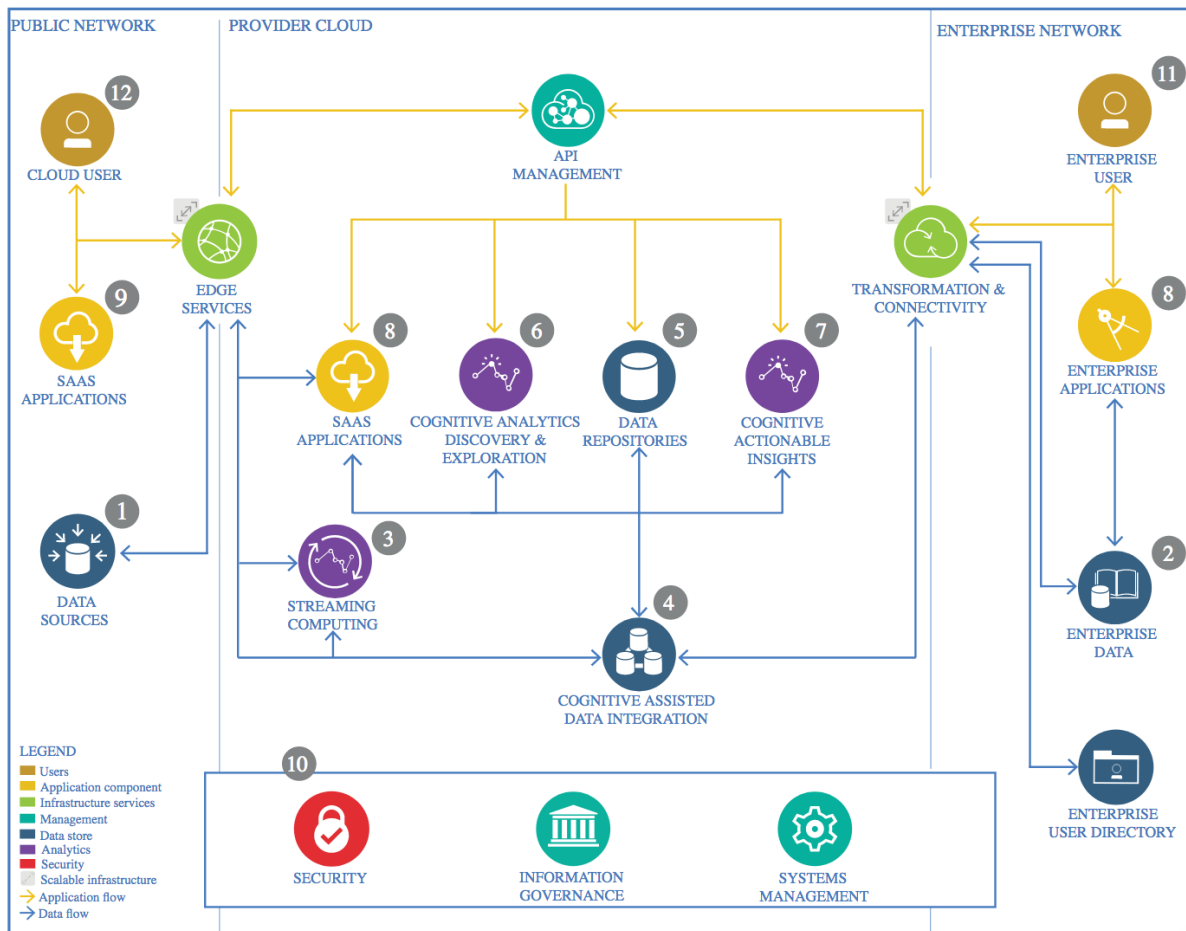 PUBLIC NETWORK
PROVIDER CLOUD
ENTERPRISE NETWORK
12
CLOUD USER
11
ENTERPRISE
USER
API
MANAGEMENT
EDGE
SERVICES
TRANSFORMATION &
CONNECTIVITY
9
SAAS
APPLICATIONS
8
SAAS
APPLICATIONS
6
COGNITIVE ANALYTICS
DISCOVERY &
EXPLORATION
5
DATA
REPOSITORIES
7
COGNITIVE
ACTIONABLE
INSIGHTS
8
ENTERPRISE
APPLICATIONS
1
DATA
SOURCES
3
STREAMING
COMPUTING
4
COGNITIVE ASSISTED
DATA INTEGRATION
2
ENTERPRISE
DATA
ENTERPRISE
USER DIRECTORY
LEGEND
Users
Application component
Infrastructure services
Management
Data store
Analytics
Security
Scalable infrastructure
Application flow
Data flow
10
SECURITY
INFORMATION
GOVERNANCE
SYSTEMS
MANAGEMENT